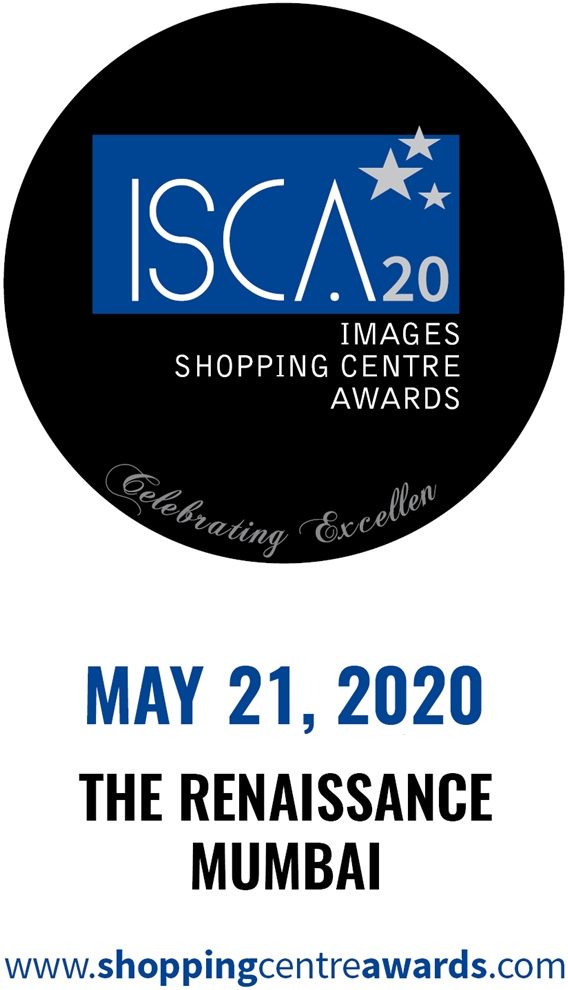 ISCA20
IMAGES
SHOPPING CENTRE
AWARDS
Celebrating Excellen
MAY 21, 2020
THE RENAISSANCE
MUMBAI
www.shoppingcentreawards.com